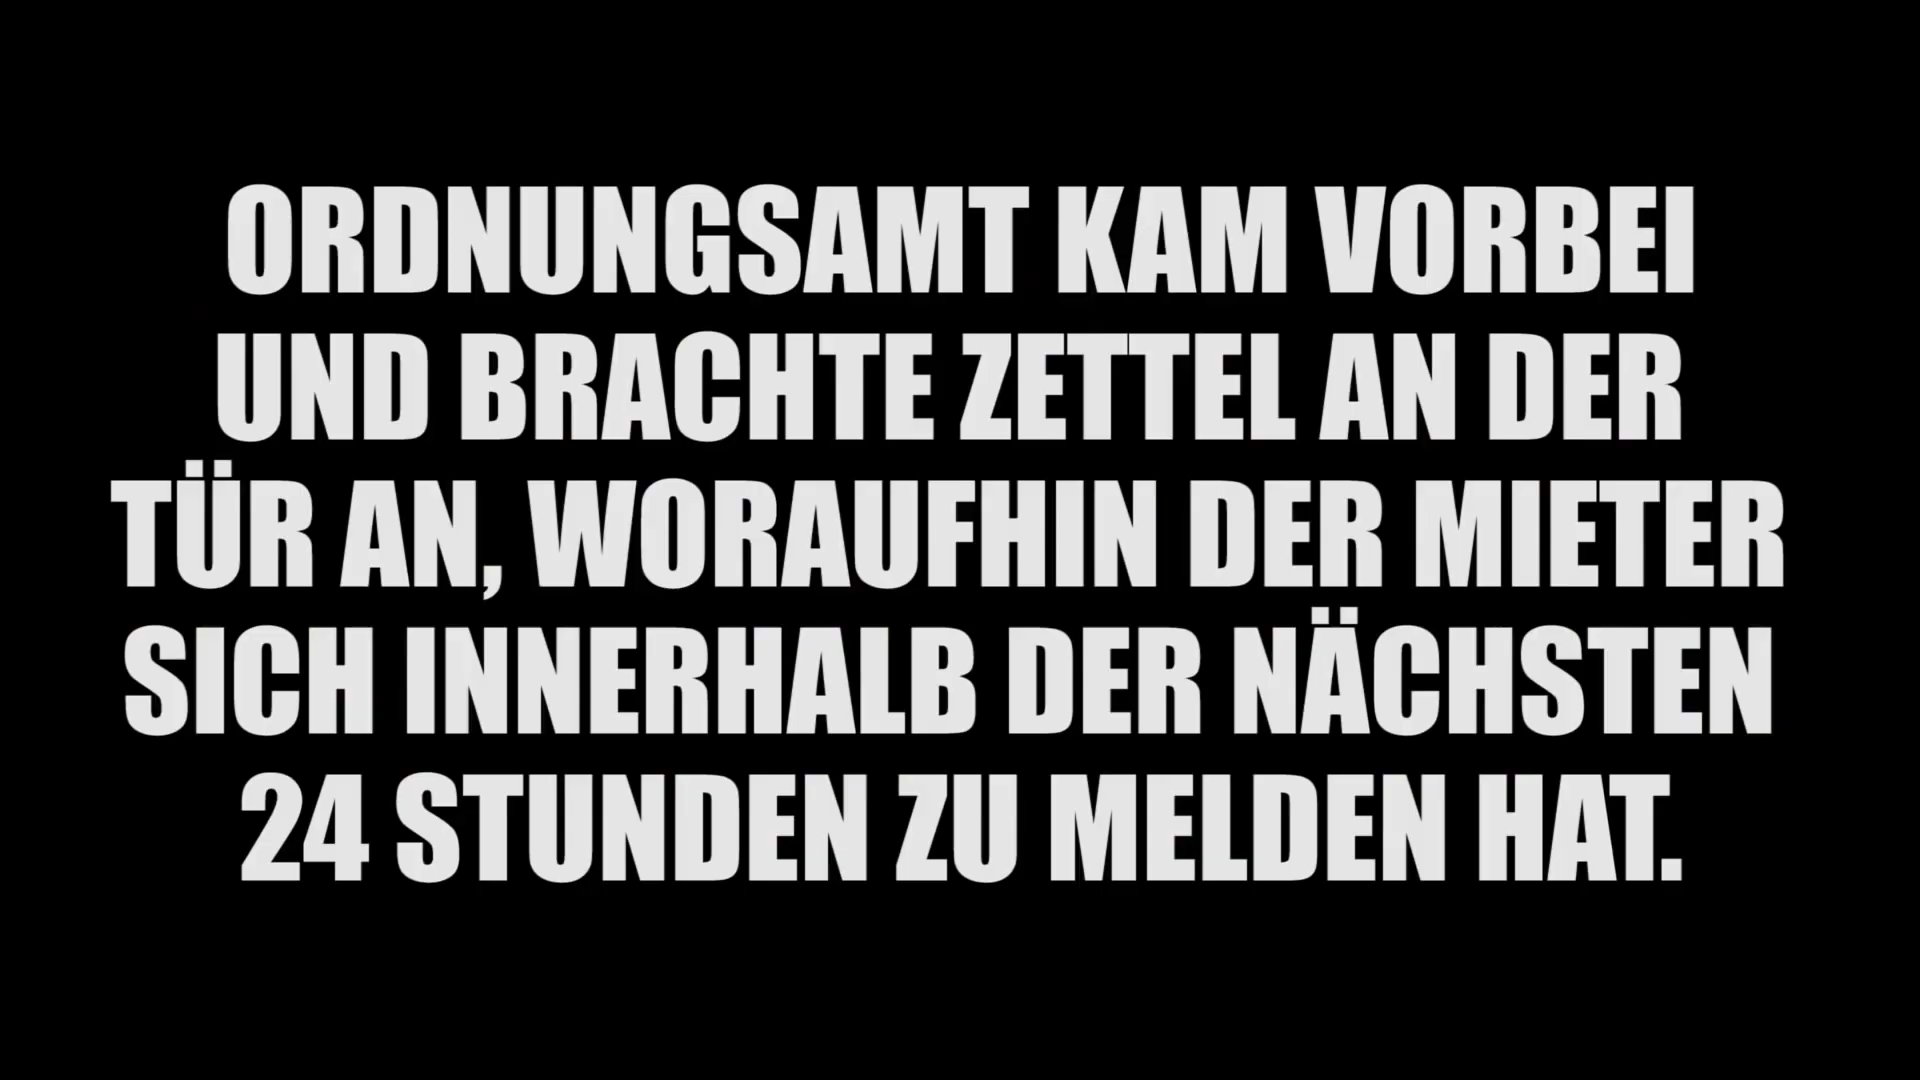 ORDNUNGSAMT KAM VORBEI
UND BRACHTE ZETTEL AN DER
TÜR AN, WORAUFHIN DER MIETER
SICH INNERHALB DER NÄCHSTEN
24 STUNDEN ZU MELDEN HAT.